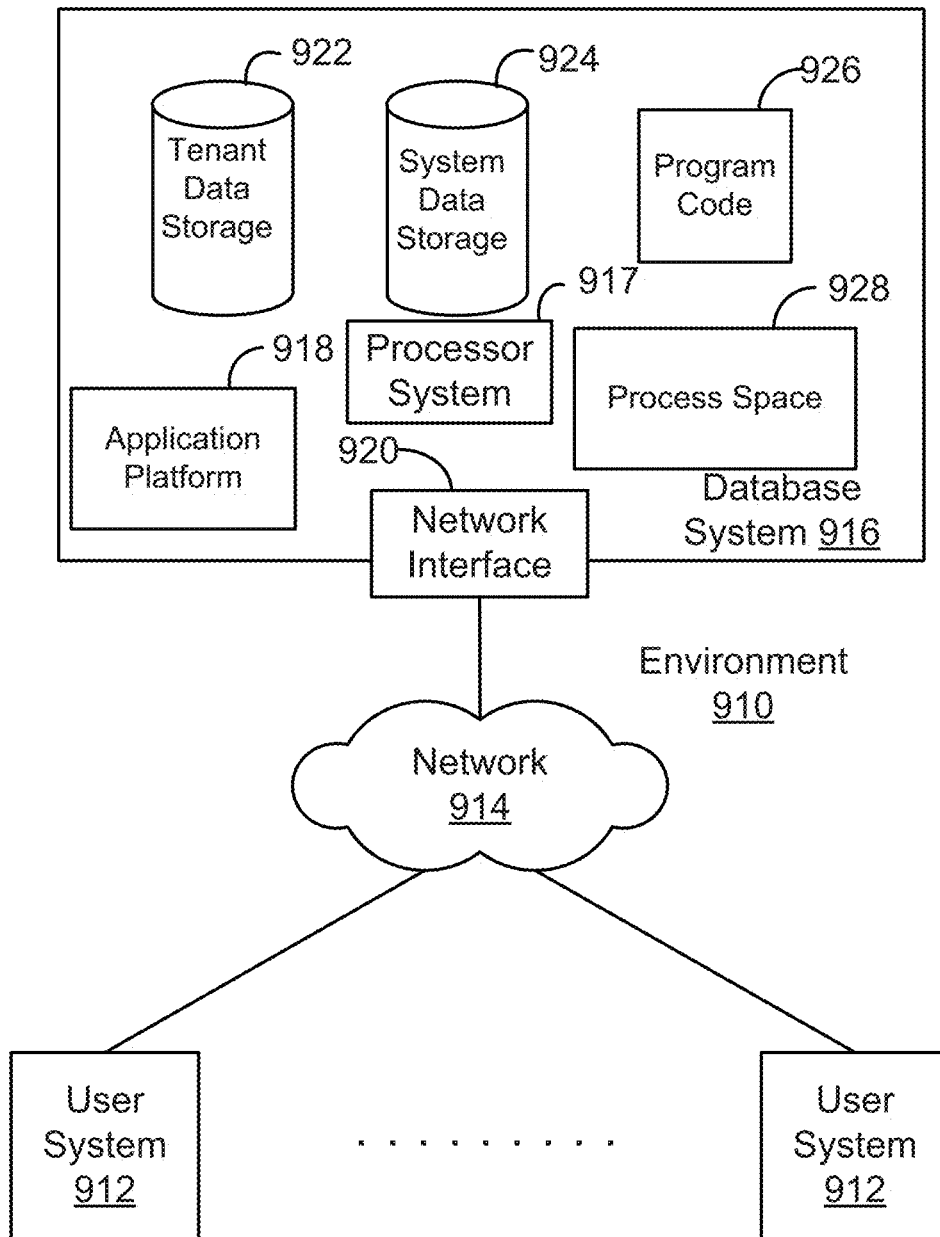 922
924
926
Tenant
Data
Storage
System
Data
Storage
Program
Code
917
928
918
Processor
System
Process Space
Application
Platform
920
Network
Interface
Database
System 916
Environment
910
Network
914
User
System
912
. . . . . . . . .
User
System
912